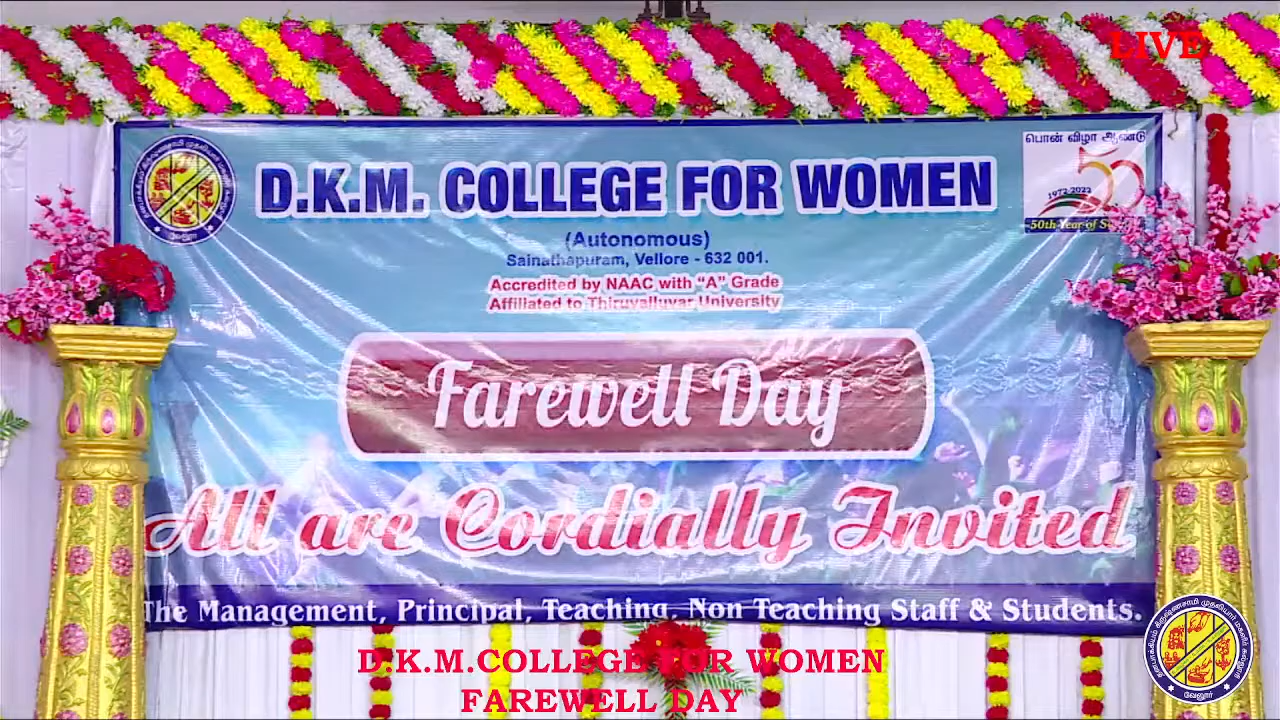 LIVE
பொன் விழா ஆண்டு
50
1972-2022
D.K.M. COLLEGE FOR WOMEN
(Autonomous)
Sainathapuram, Vellore - 632 001.
Accredited by NAAC with “A” Grade
Affiliated to Thiruvalluvar University
Farewell Day
All are Cordially Invited
The Management, Principal, Teaching, Non Teaching Staff & Students.
D.K.M.COLLEGE FOR WOMEN
FAREWELL DAY
வேலூர்